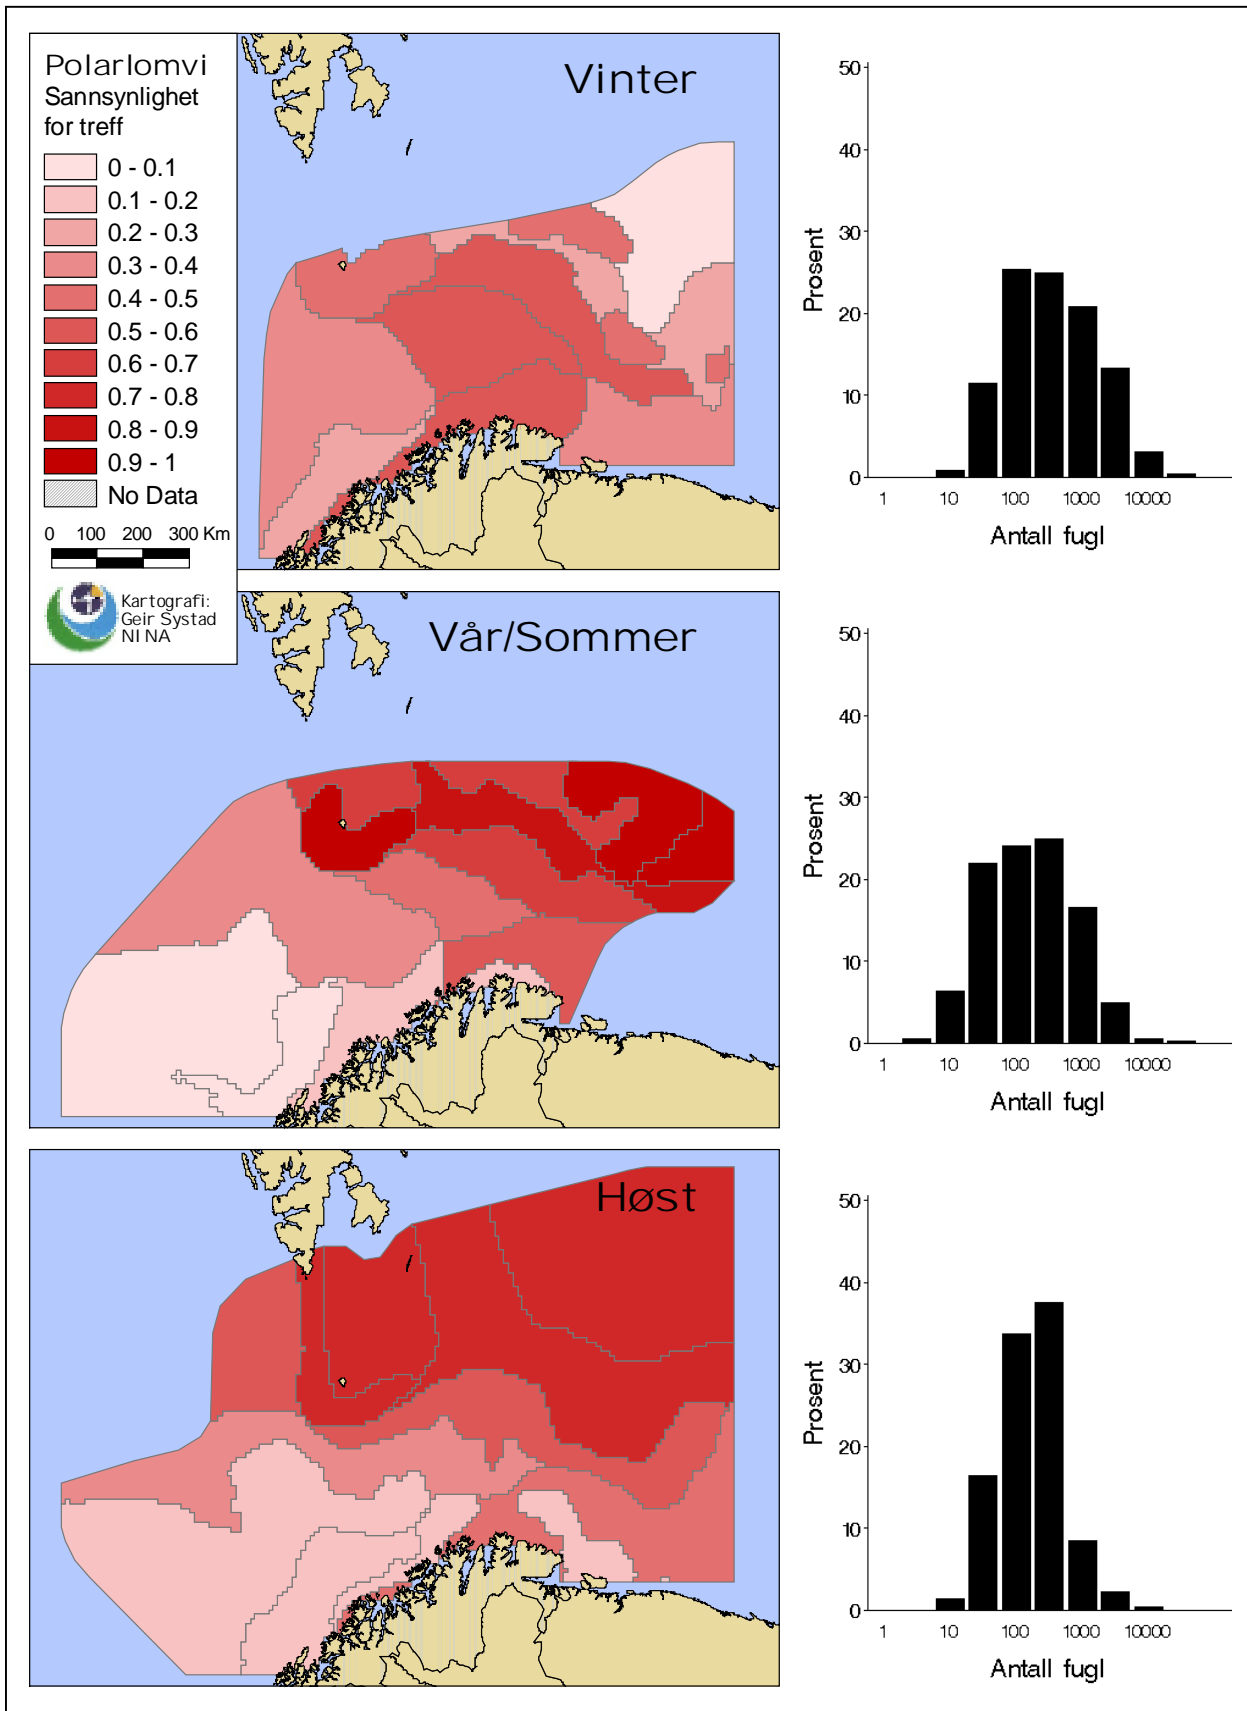 Polarlomvi
Sannsynlighet
for treff
0 - 0.1
0.1 - 0.2
0.2 - 0.3
0.3 - 0.4
0.4 - 0.5
0.5 - 0.6
0.6 - 0.7
0.7 - 0.8
0.8 - 0.9
0.9 - 1
No Data
0 100 200 300 Km
Kartografi:
Geir Systad
NINA
Vinter
50
40
30
20
10
0
Prosent
1 10 100 1000 10000
Antall fugl
Vår/Sommer
50
40
30
20
10
0
Prosent
1 10 100 1000 10000
Antall fugl
Høst
50
40
30
20
10
0
Prosent
1 10 100 1000 10000
Antall fugl